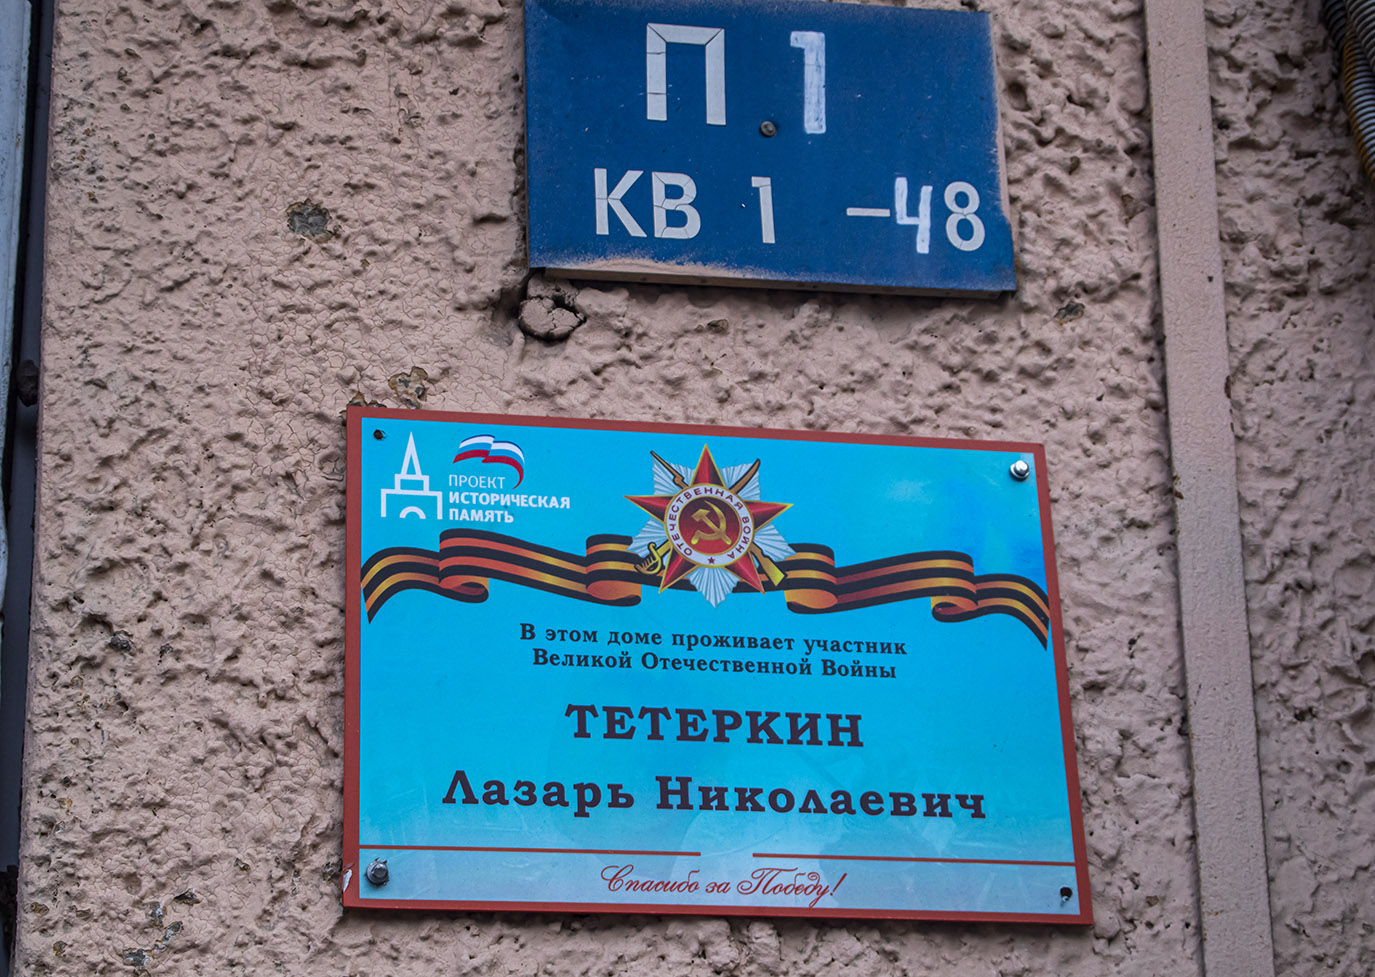 П 1
КВ 1 -48
ПРОЕКТ
ИСТОРИЧЕСКАЯ
ПАМЯТЬ
ОТЕЧЕСТВЕННАЯ ВОЙНА
В этом доме проживает участник
Великой Отечественной Войны
ТЕТЕРКИН
Лазарь Николаевич
Спасибо за Победу!